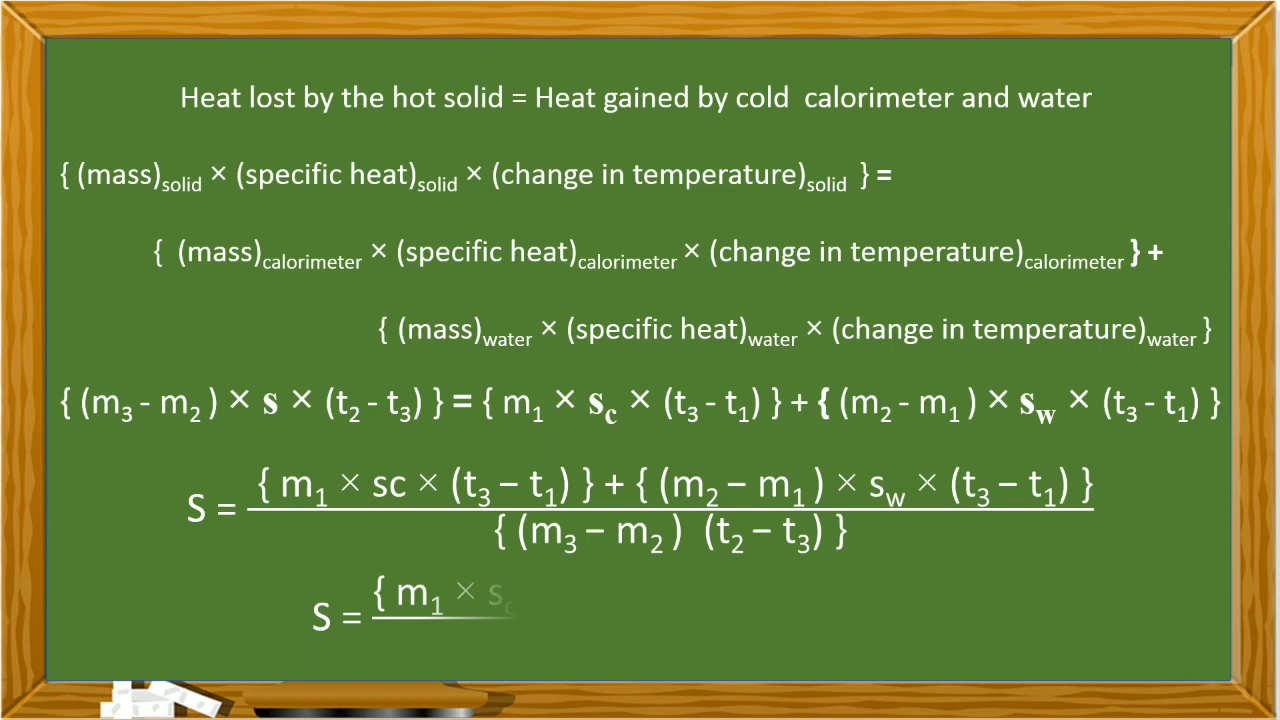 Heat lost by the hot solid = Heat gained by cold calorimeter and water
{ (mass)solid × (specific heat)solid × (change in temperature)solid } =
{ (mass)calorimeter × (specific heat)calorimeter × (change in temperature)calorimeter } +
{ (mass)water × (specific heat)water × (change in temperature)water }
{ (m3 - m2 ) × s × (t2 - t3) } = { m1 × sc × (t3 - t1) } + { (m2 - m1 ) × sw × (t3 - t1) }
{ m1 × sc × (t3 – t1) } + { (m2 – m1 ) × sw × (t3 – t1) }
S =
{ (m3 – m2 ) (t2 – t3) }
{ m1 × sc
S =